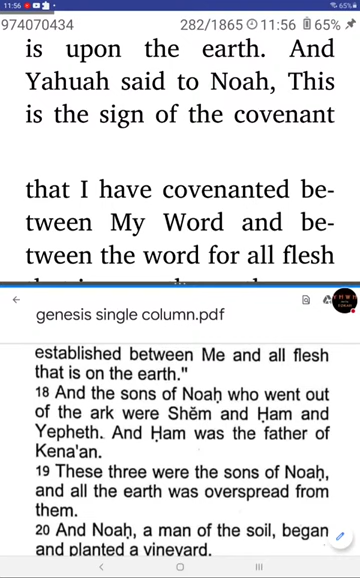 11:56
65%
974070434
282/1865 11:56 65%
is upon the earth. And
Yahuah said to Noah, This
is the sign of the covenant
that I have covenanted be-
tween My Word and be-
tween the word for all flesh
genesis single column.pdf
established between Me and all flesh
that is on the earth."
18 And the sons of Noaḥ who went out
of the ark were Shěm and Ḥam and
Yepheth. And Ḥam was the father of
Kena'an.
19 These three were the sons of Noaḥ,
and all the earth was overspread from
them.
20 And Noaḥ, a man of the soil, began
and planted a vineyard.